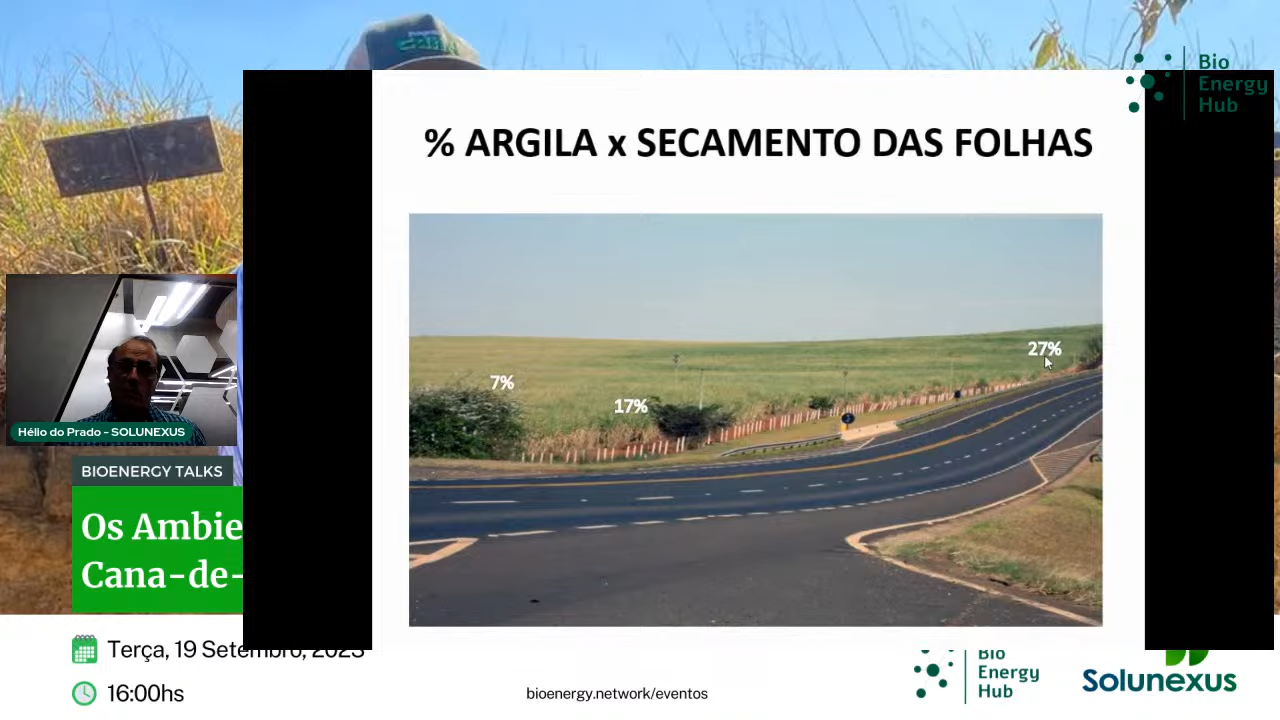 Bio
Energy
Hub
% ARGILA x SECAMENTO DAS FOLHAS
7%
17%
27%
Hélio do Prado - SOLUNEXUS
BIOENERGY TALKS
Os Ambie
Cana-de-
Terça, 19 Setembro, 2023
16:00hs
bioenergy.network/eventos
Bio
Energy
Hub
Solunexus